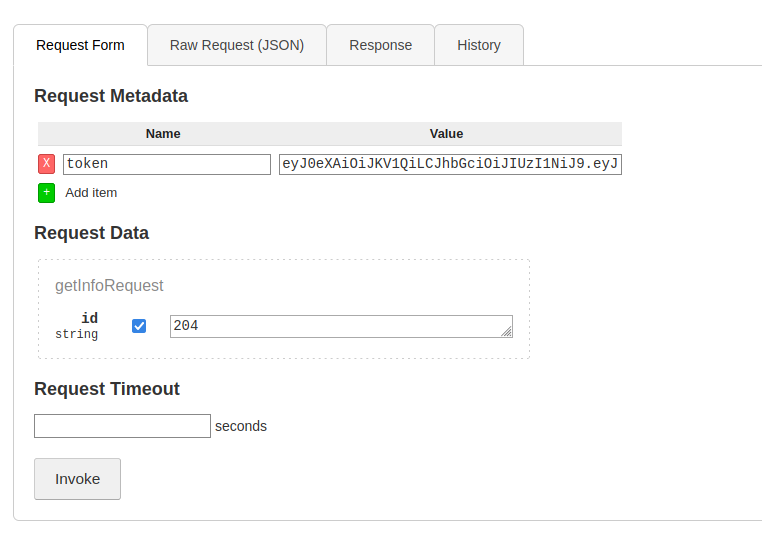 Request Form Raw Request (JSON) Response History
Request Metadata
Name Value
X token eyJ0eXAiOiJKV1QiLCJhbGciOiJIUzI1NiJ9.eyJ
+ Add item
Request Data
getInfoRequest
id
string 204
Request Timeout
seconds
Invoke